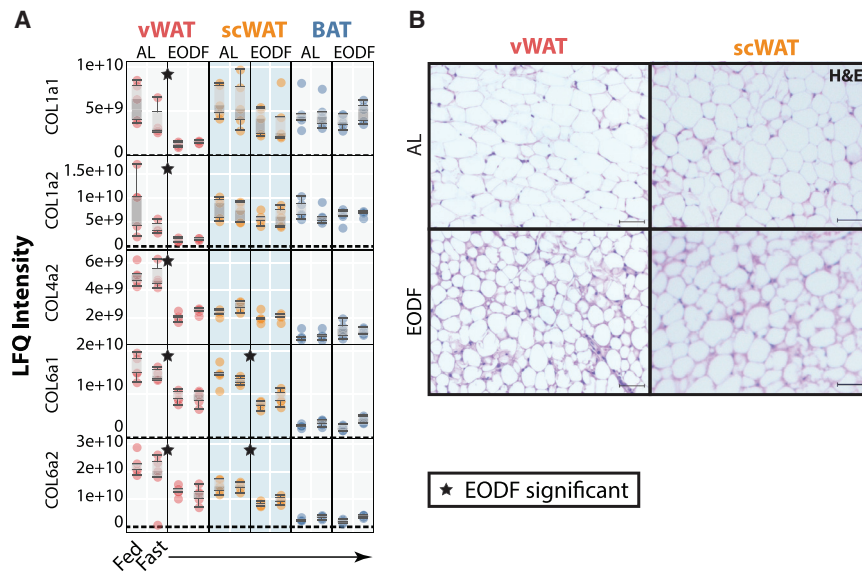 A
vWAT scWAT BAT
AL EODF AL EODF AL EODF
LFQ Intensity
COL1a1
1e+10
5e+9
0
COL1a2
1.5e+10
1e+10
5e+9
0
COL4a2
6e+9
4e+9
2e+9
COL6a1
2e+10
1e+10
0
COL6a2
3e+10
2e+10
1e+10
0
Fed
Fast
B
vWAT scWAT
H&E
AL
EODF
★ EODF significant